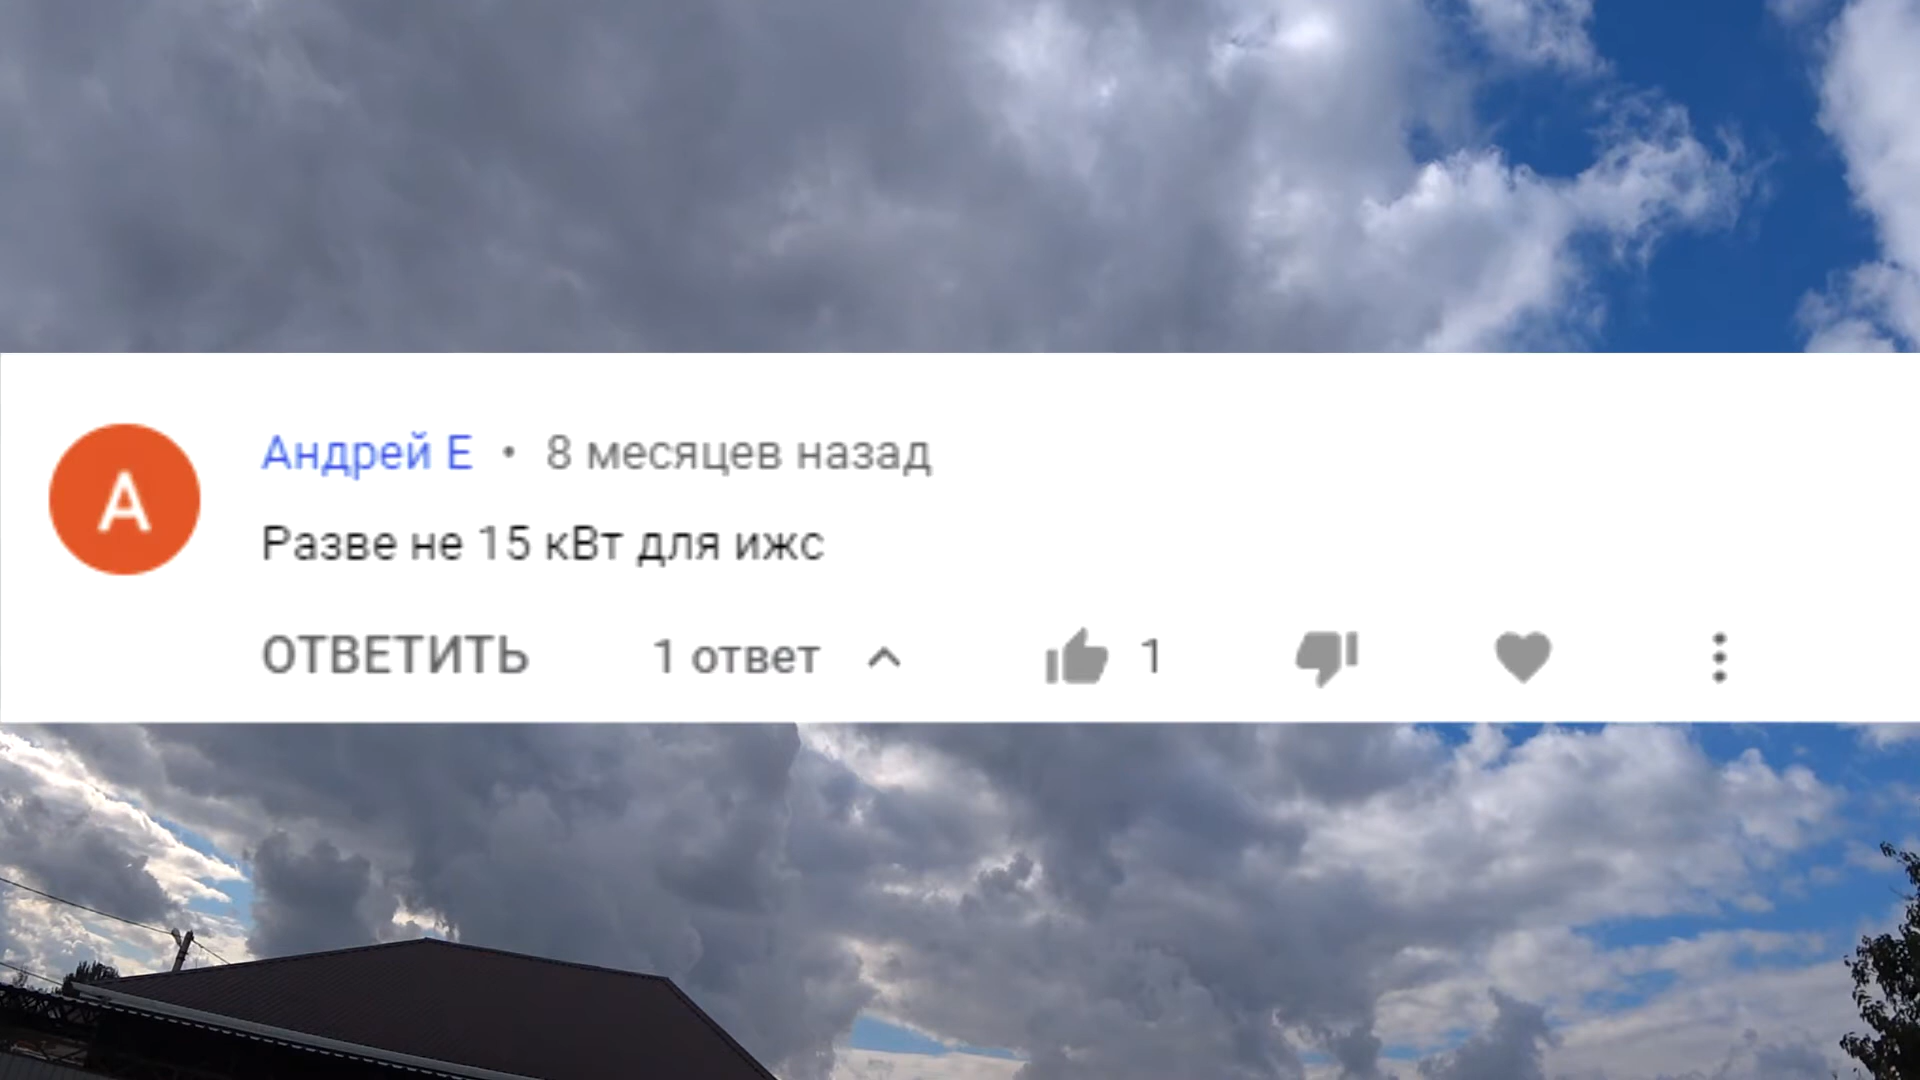 А
Андрей Е • 8 месяцев назад
Разве не 15 кВт для ижс
ОТВЕТИТЬ 1 ответ 1